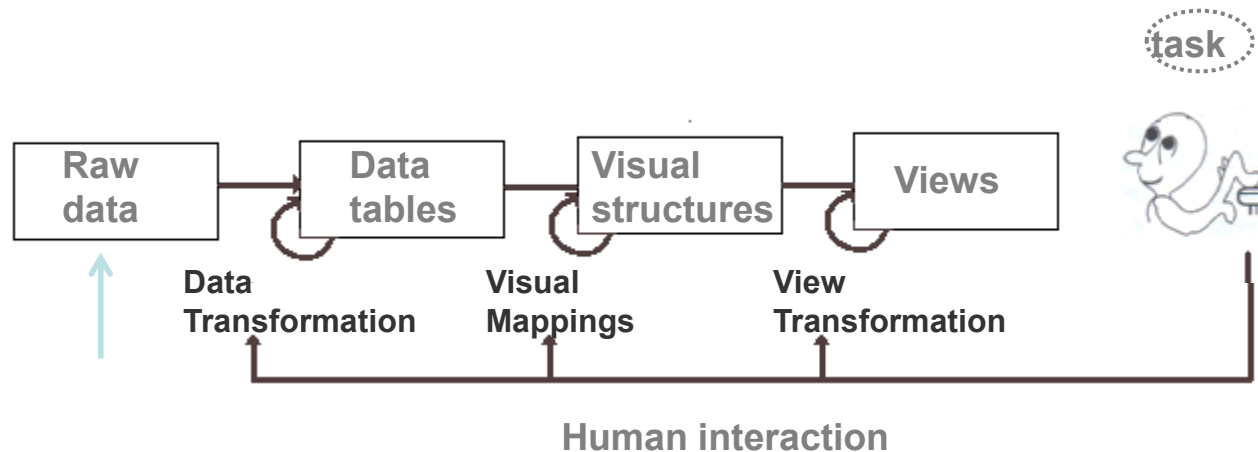 task
Raw
data
Data
tables
Visual
structures
Views
Data
Transformation
Visual
Mappings
View
Transformation
Human interaction